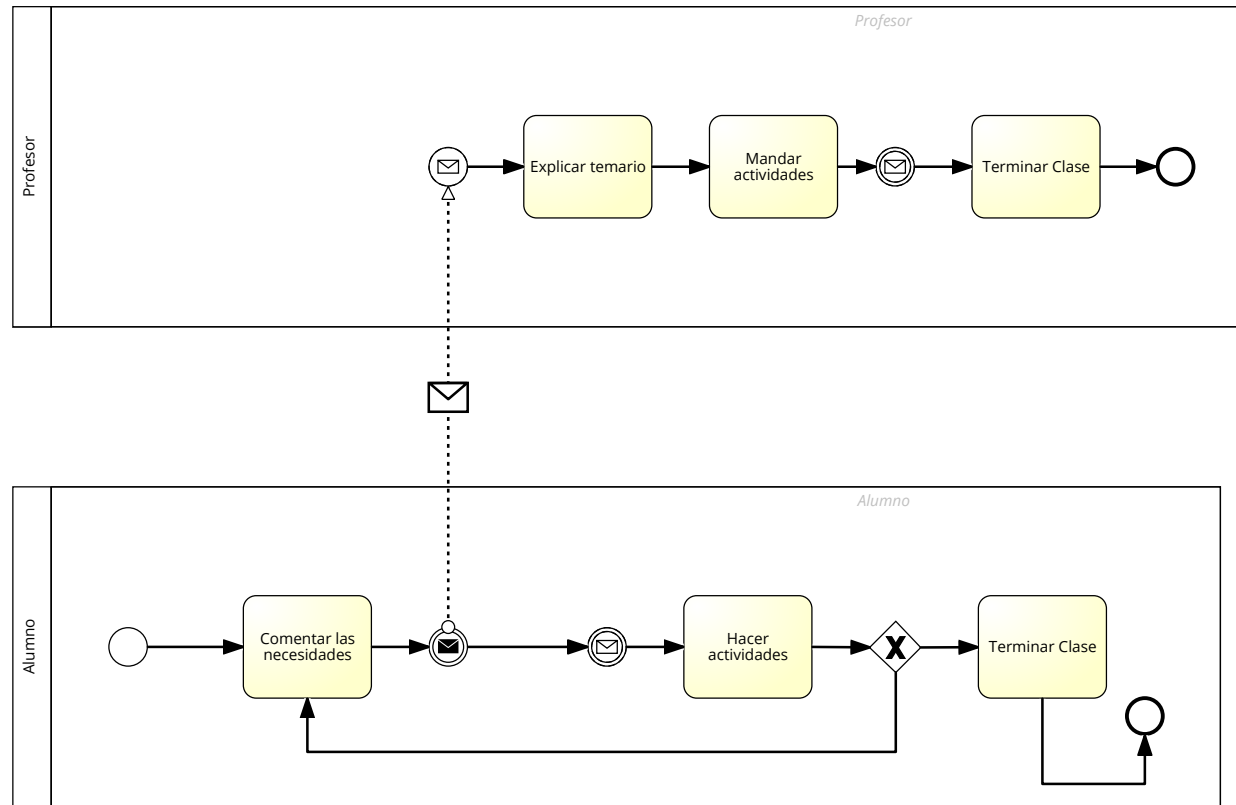 Profesor
Profesor
Explicar temario
Mandar
actividades
Terminar Clase
Alumno
Alumno
Comentar las
necesidades
Hacer
actividades
Terminar Clase